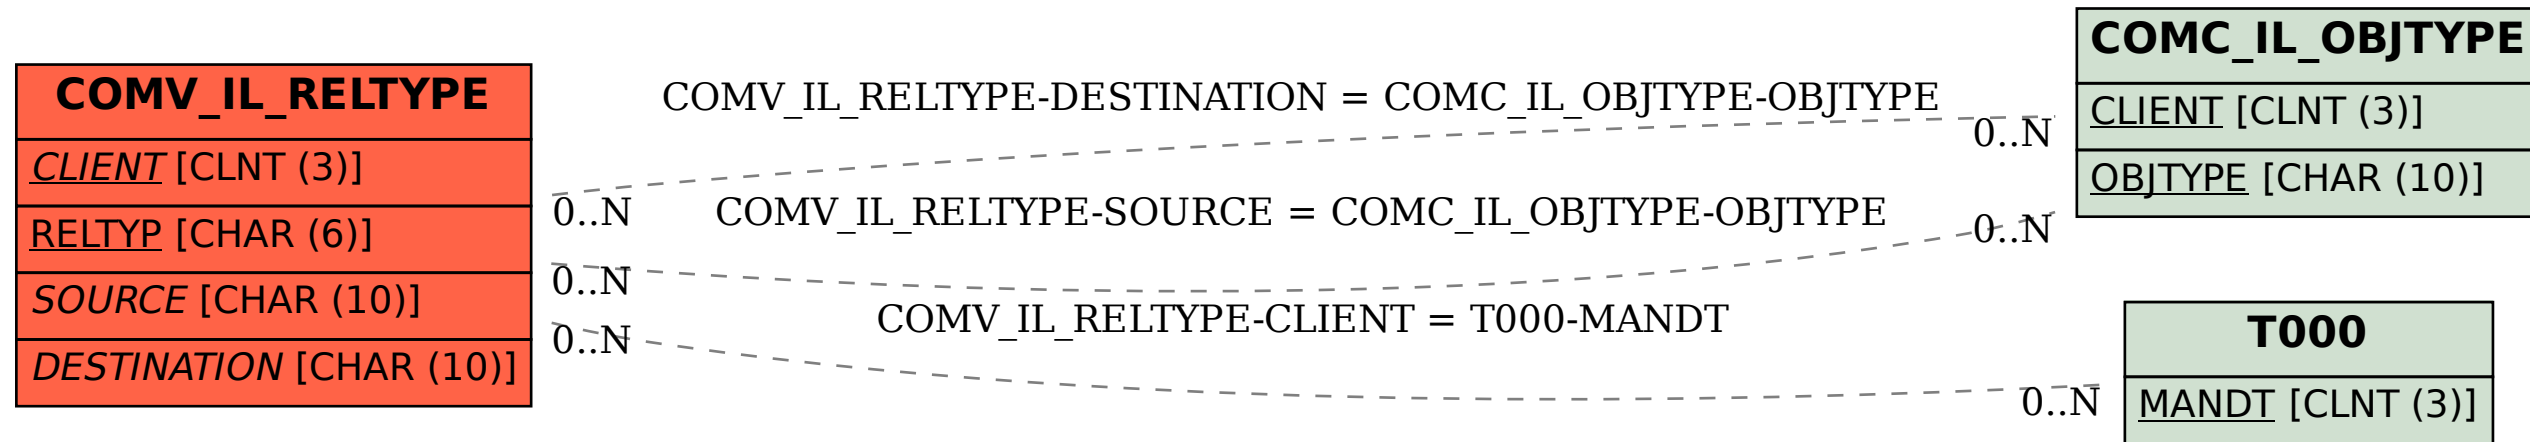 COMV_IL_RELTYPE
CLIENT [CLNT (3)]
RELTYP [CHAR (6)]
SOURCE [CHAR (10)]
DESTINATION [CHAR (10)]
COMV_IL_RELTYPE-DESTINATION = COMC_IL_OBJTYPE-OBJTYPE
0..N
0..N
COMV_IL_RELTYPE-SOURCE = COMC_IL_OBJTYPE-OBJTYPE
0..N
0..N
COMV_IL_RELTYPE-CLIENT = T000-MANDT
0..N
0..N
COMC_IL_OBJTYPE
CLIENT [CLNT (3)]
OBJTYPE [CHAR (10)]
T000
MANDT [CLNT (3)]